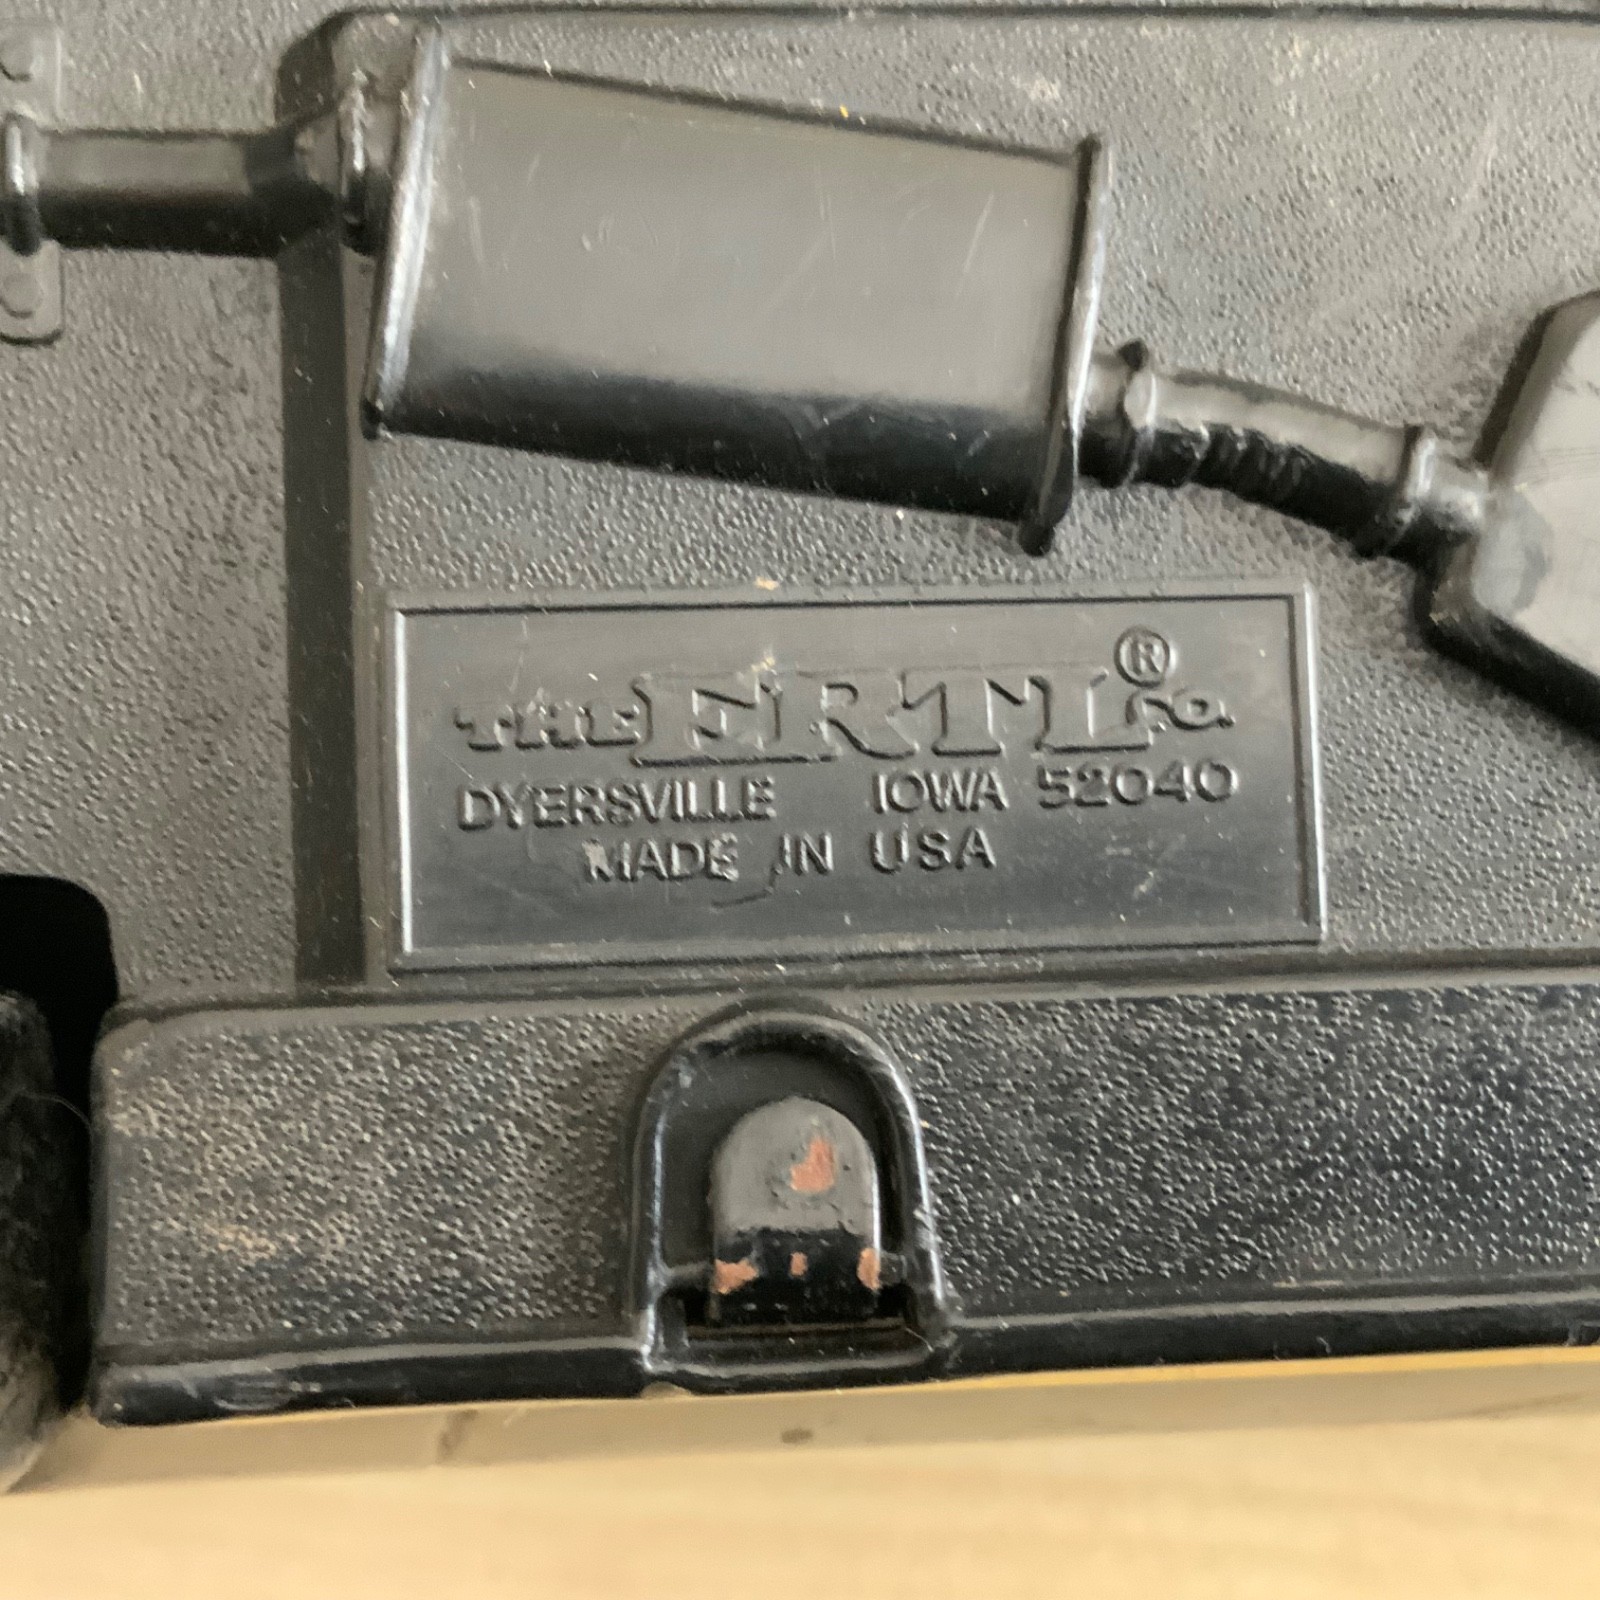 THE ERTL® CO.
DYERSVILLE IOWA 52040
MADE IN USA